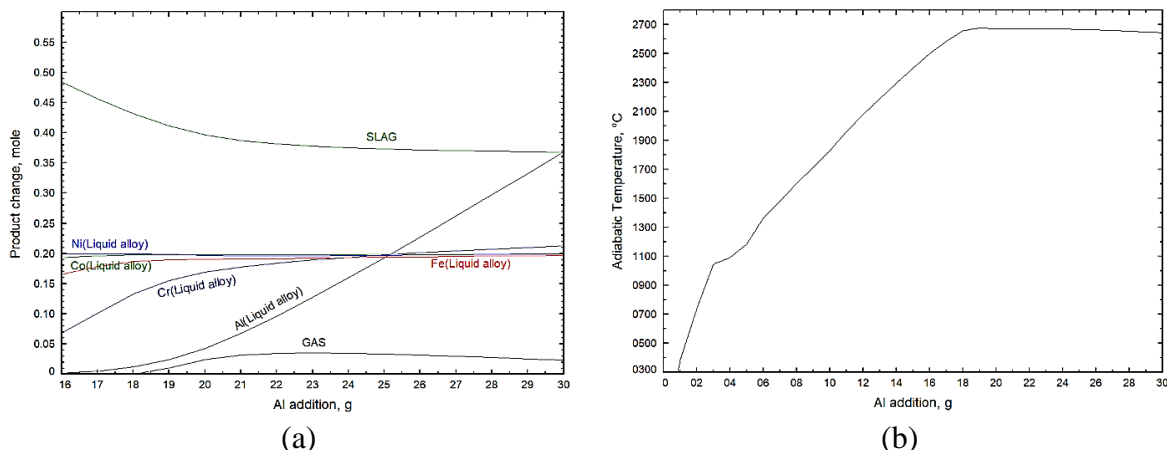 0.55
0.50
0.45
0.40
0.35
0.30
0.25
0.20
0.15
0.10
0.05
0
Product change, mole
SLAG
Ni(Liquid alloy)
Co(Liquid alloy)
Fe(Liquid alloy)
Cr(Liquid alloy)
Al(Liquid alloy)
GAS
16 17 18 19 20 21 22 23 24 25 26 27 28 29 30
Al addition, g
(a)
2700
2500
2700
2100
1900
1700
1500
1300
1100
0900
0700
0500
0300
Adiabatic Temperature, °C
0 02 04 06 08 10 12 14 16 18 20 22 24 26 28 30
Al addition, g
(b)